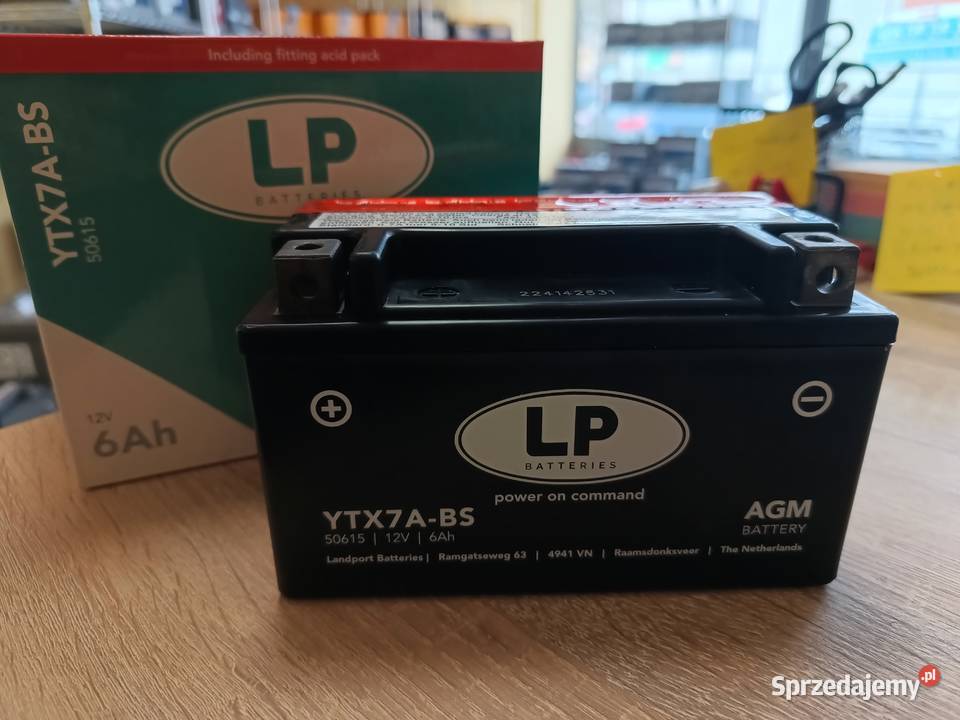 Including fitting acid pack
YTX7A-BS
50615
LP
BATTERIES
12V
6Ah
224142531
LP
BATTERIES
power on command
YTX7A-BS
50615 | 12V | 6Ah
AGM
BATTERY
Landport Batteries | Ramgatseweg 63 | 4941 VN | Raamsdonksveer | The Netherlands
Sprzedajemy.pl